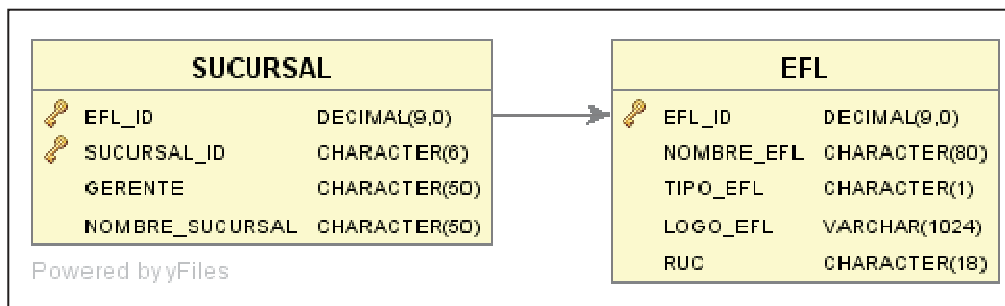 SUCURSAL
EFL_ID DECIMAL(9,0)
SUCURSAL_ID CHARACTER(6)
GERENTE CHARACTER(50)
NOMBRE_SUCURSAL CHARACTER(50)
Powered by yFiles
EFL
EFL_ID DECIMAL(9,0)
NOMBRE_EFL CHARACTER(80)
TIPO_EFL CHARACTER(1)
LOGO_EFL VARCHAR(1024)
RUC CHARACTER(18)